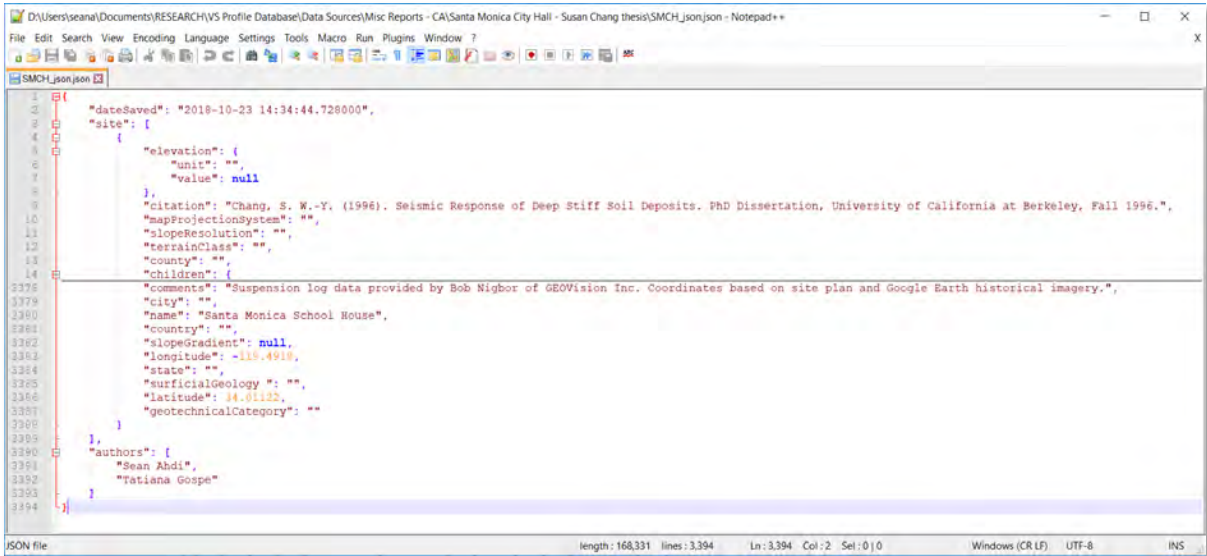 D:\Users\seana\Documents\RESEARCH\VS Profile Database\Data Sources\Misc Reports - CA\Santa Monica City Hall - Susan Chang thesis\SMCH_json.json - Notepad++
File Edit Search View Encoding Language Settings Tools Macro Run Plugins Window ? X
SMCH_json.json
1 {
2 "dateSaved": "2018-10-23 14:34:44.728000",
3 "site": [
4 {
5 "elevation": {
6 "unit": "",
7 "value": null
8 },
9 "citation": "Chang, S. W.-Y. (1996). Seismic Response of Deep Stiff Soil Deposits. PhD Dissertation, University of California at Berkeley, Fall 1996.",
10 "mapProjectionSystem": "",
11 "slopeResolution": "",
12 "terrainClass": "",
13 "county": "",
14 "children": {
3378 "comments": "Suspension log data provided by Bob Nigbor of GEOVision Inc. Coordinates based on site plan and Google Earth historical imagery.",
3379 "city": "",
3380 "name": "Santa Monica School House",
3381 "country": "",
3382 "slopeGradient": null,
3383 "longitude":
3384 "state": "",
3385 "surficialGeology ": "",
3386 "latitude": 34.01122,
3387 "geotechnicalCategory": ""
3388 }
3389 ],
3390 "authors": [
3391 "Sean Ahdi",
3392 "Tatiana Gospe"
3393 ]
3394 }
JSON file length : 168,331 lines : 3,394 Ln : 3,394 Col : 2 Sel : 0 | 0 Windows (CR LF) UTF-8 INS